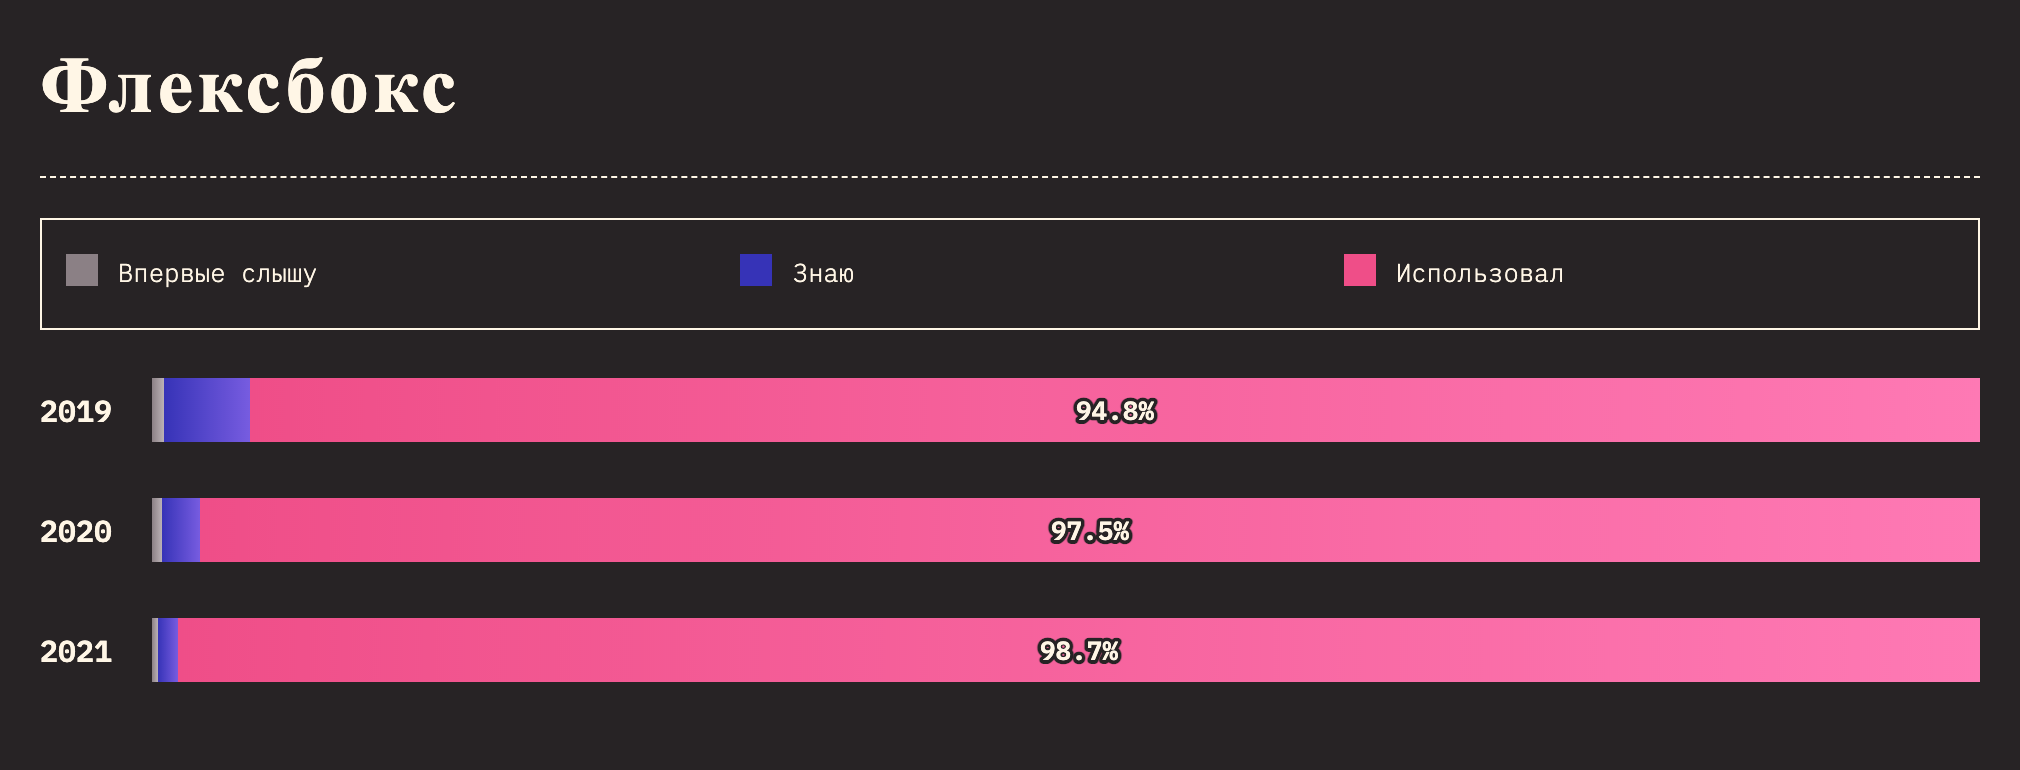 Флексбокс
Впервые слышу
Знаю
Использовал
2019 94.8%
2020 97.5%
2021 98.7%